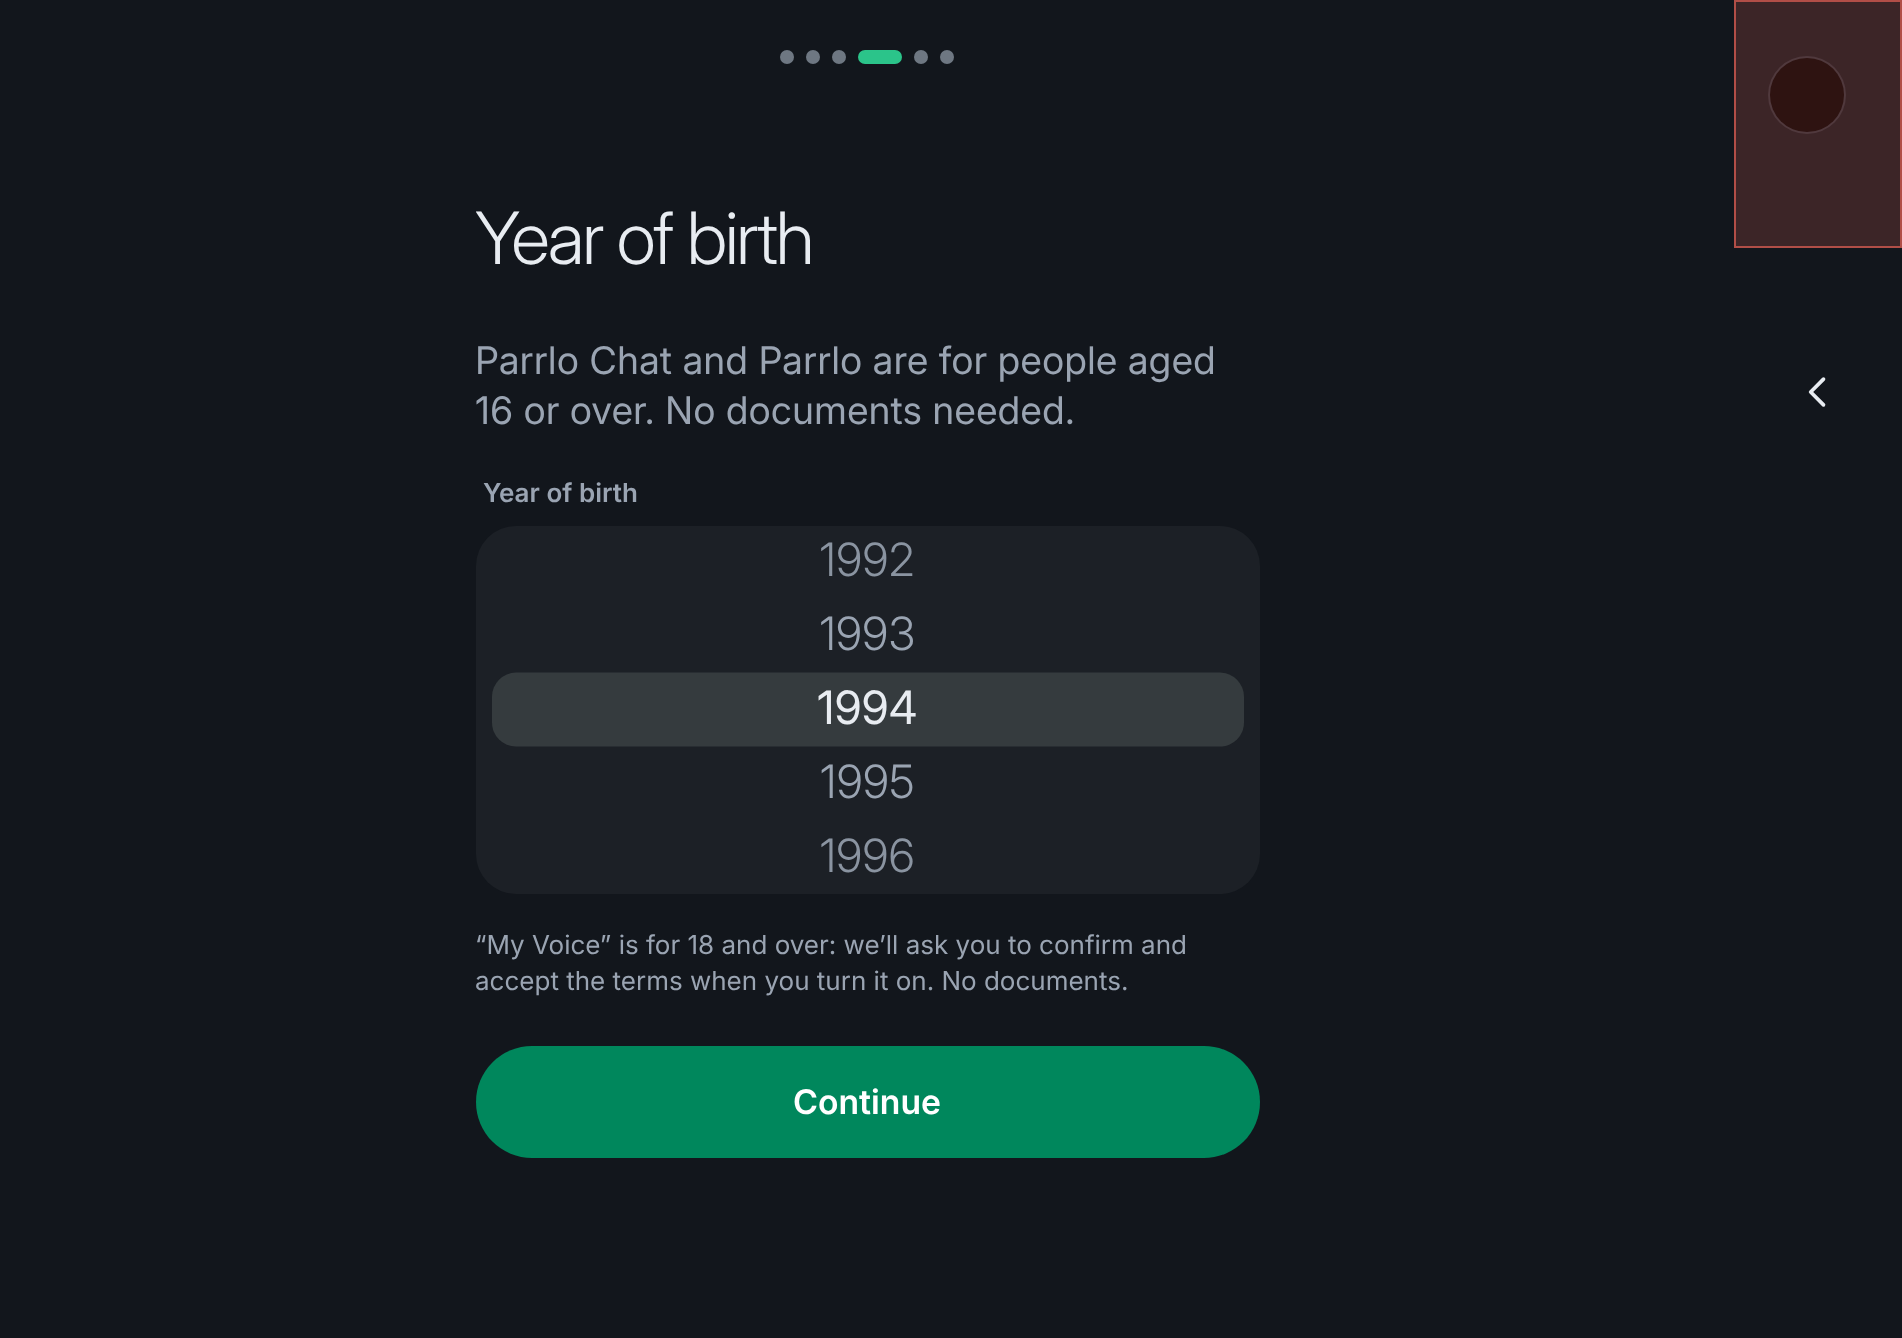 Year of birth
Parrlo Chat and Parrlo are for people aged
16 or over. No documents needed.
Year of birth
1992
1993
1994
1995
1996
“My Voice” is for 18 and over: we’ll ask you to confirm and
accept the terms when you turn it on. No documents.
Continue